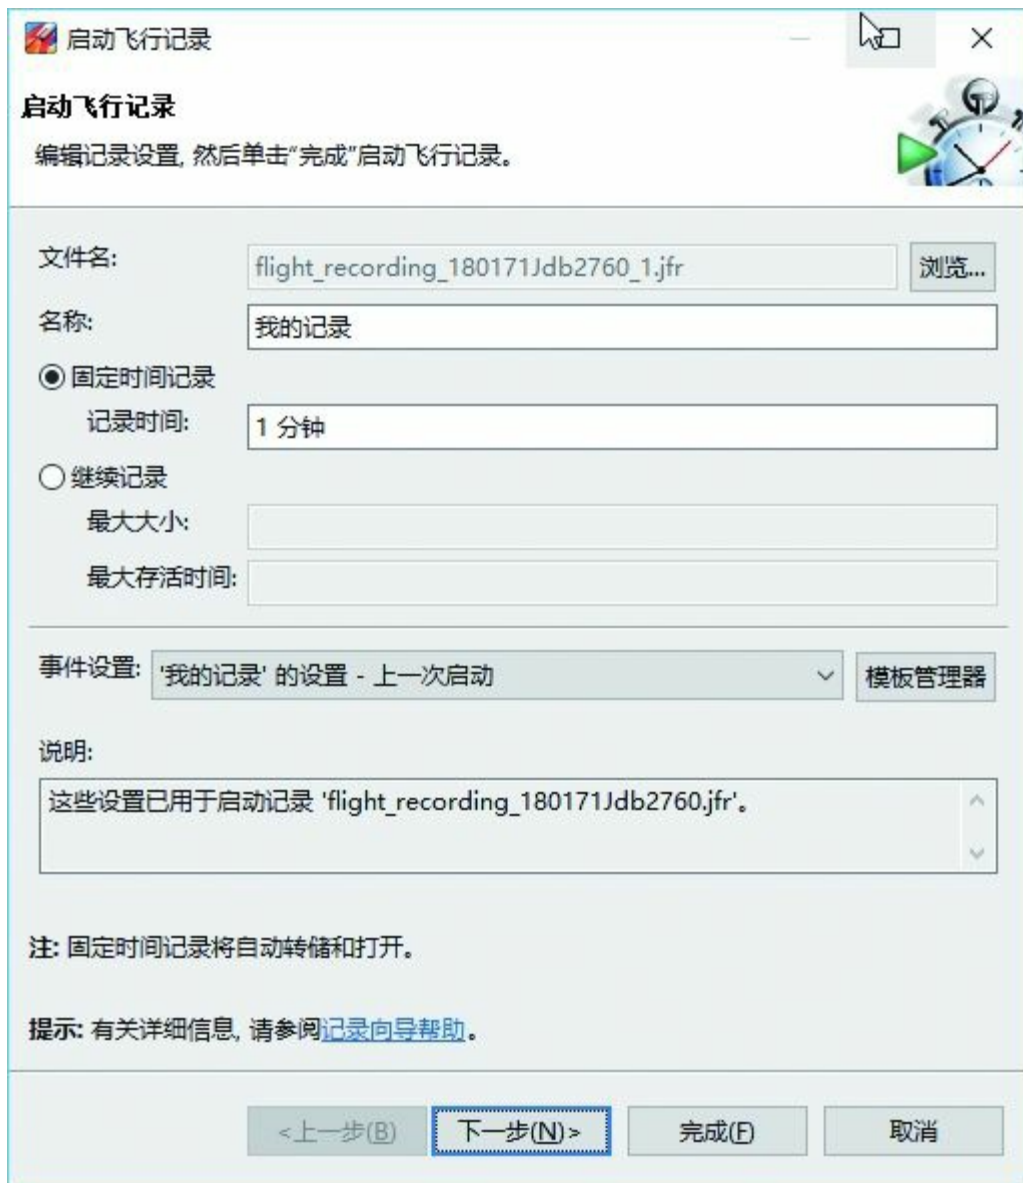 启动飞行记录
启动飞行记录
编辑记录设置, 然后单击“完成”启动飞行记录。
文件名:
flight_recording_180171Jdb2760_1.jfr
浏览...
名称:
我的记录
固定时间记录
记录时间:
1 分钟
继续记录
最大大小:
最大存活时间:
事件设置:
'我的记录' 的设置 - 上一次启动
模板管理器
说明:
这些设置已用于启动记录 'flight_recording_180171Jdb2760.jfr'。
注: 固定时间记录将自动转储和打开。
提示: 有关详细信息, 请参阅记录向导帮助。
<上一步(B)
下一步(N)>
完成(F)
取消